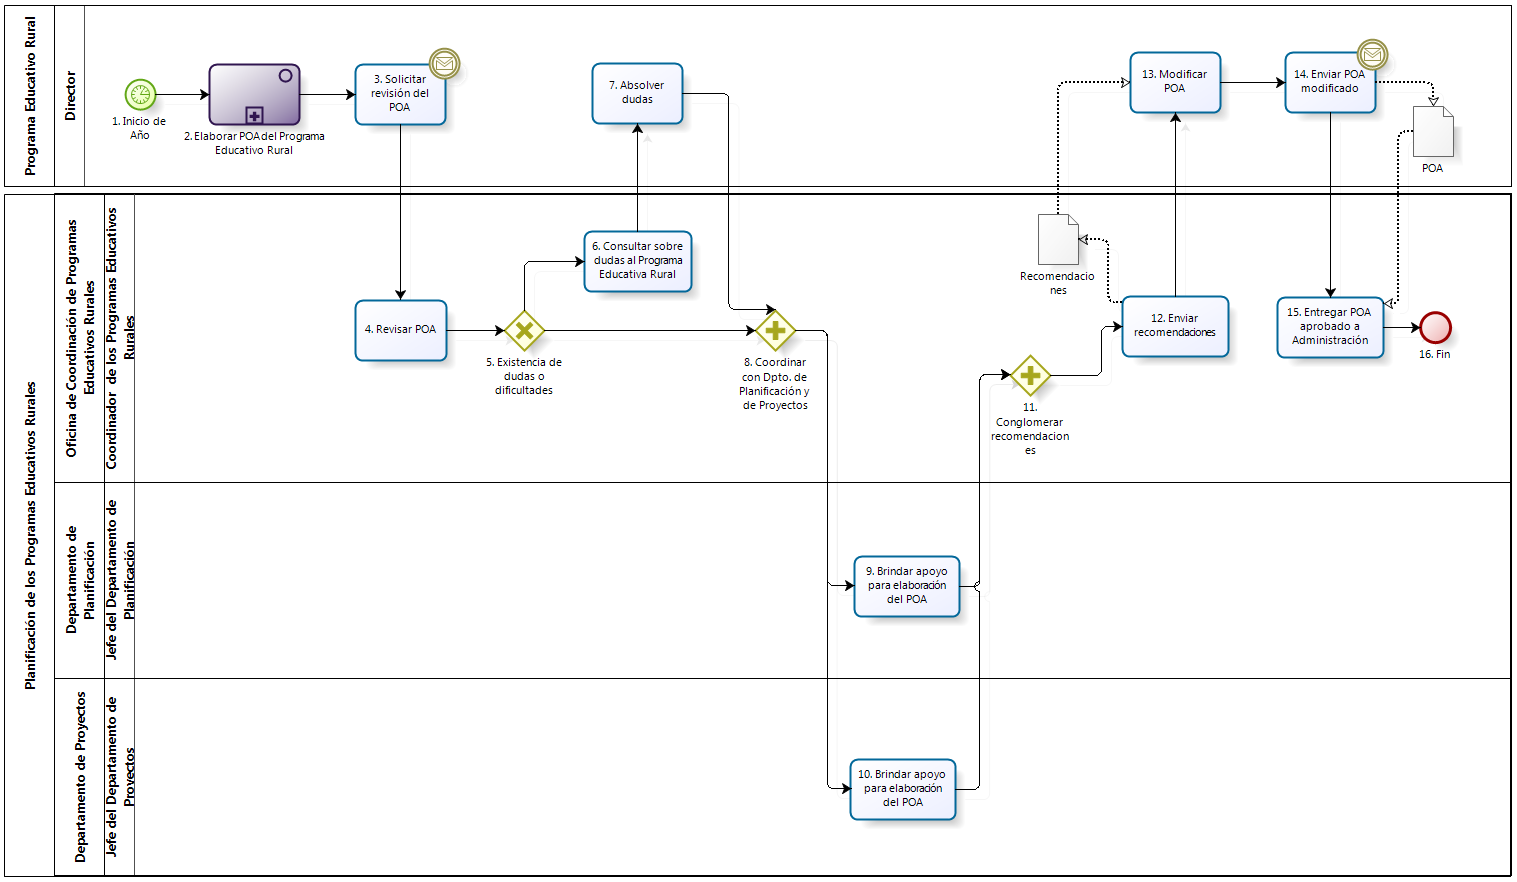 Programa Educativo Rural
Director
1. Inicio de
Año
2. Elaborar POA del Programa
Educativo Rural
3. Solicitar
revisión del
POA
7. Absolver
dudas
13. Modificar
POA
14. Enviar POA
modificado
POA
Planificación de los Programas Educativos Rurales
Oficina de Coordinación de Programas
Educativos Rurales
Coordinador de los Programas Educativos
Rurales
4. Revisar POA
5. Existencia de
dudas o
dificultades
6. Consultar sobre
dudas al Programa
Educativa Rural
8. Coordinar
con Dpto. de
Planificación y
de Proyectos
11.
Conglomerar
recomendacion
es
Recomendacio
nes
12. Enviar
recomendaciones
15. Entregar POA
aprobado a
Administración
16. Fin
Departamento de
Planificación
Jefe del Departamento de
Planificación
9. Brindar apoyo
para elaboración
del POA
Departamento de Proyectos
Jefe del Departamento de
Proyectos
10. Brindar apoyo
para elaboración
del POA